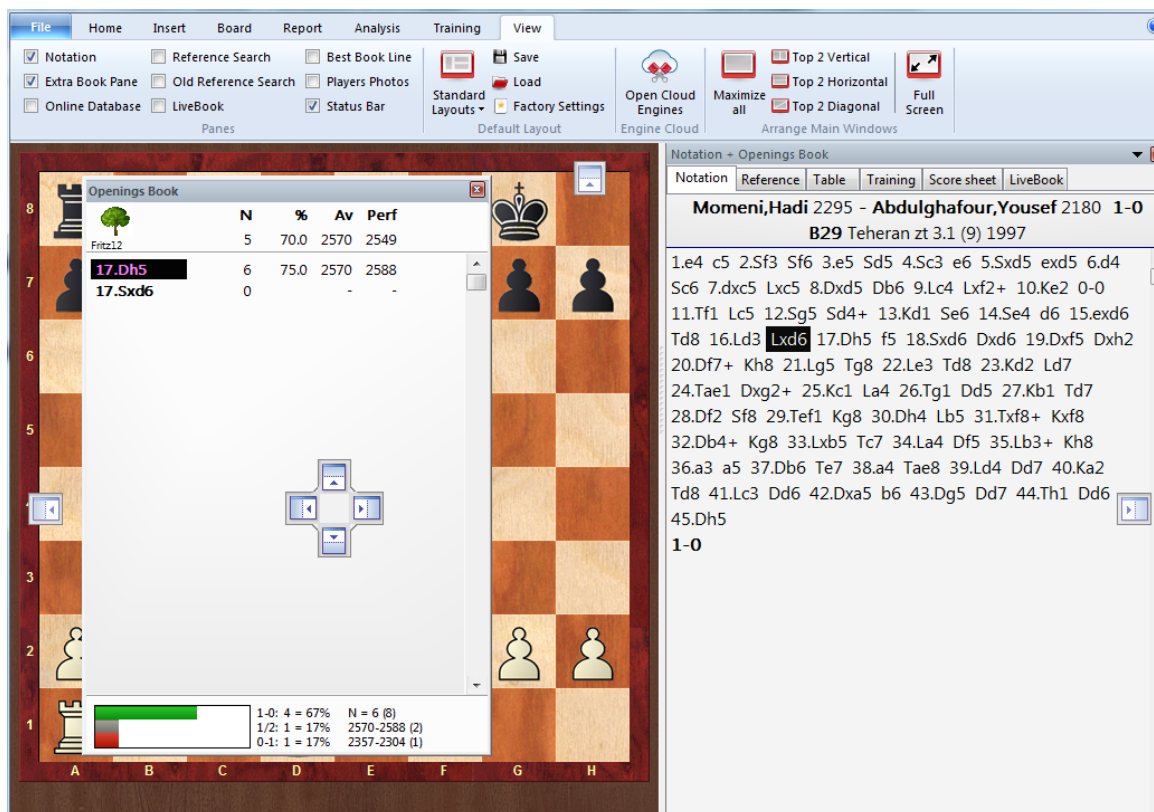 File Home Insert Board Report Analysis Training View
Notation Reference Search Best Book Line
Extra Book Pane Old Reference Search Players Photos
Online Database LiveBook Status Bar
Panes
Standard Layouts
Save
Load
Factory Settings
Default Layout
Open Cloud Engines
Engine Cloud
Maximize all
Top 2 Vertical
Top 2 Horizontal
Top 2 Diagonal
Full Screen
Arrange Main Windows
Openings Book
N % Av Perf
Fritz12 5 70.0 2570 2549
17.Dh5 6 75.0 2570 2588
17.Sxd6 0 - -
1-0: 4 = 67% N = 6 (8)
1/2: 1 = 17% 2570-2588 (2)
0-1: 1 = 17% 2357-2304 (1)
8
7
6
5
4
3
2
1
A B C D E F G H
Notation + Openings Book
Notation Reference Table Training Score sheet LiveBook
Momeni,Hadi 2295 - Abdulghafour,Yousef 2180 1-0
B29 Teheran zt 3.1 (9) 1997
1.e4 c5 2.Sf3 Sf6 3.e5 Sd5 4.Sc3 e6 5.Sxd5 exd5 6.d4
Sc6 7.dxc5 Lxc5 8.Dxd5 Db6 9.Lc4 Lxf2+ 10.Ke2 0-0
11.Tf1 Lc5 12.Sg5 Sd4+ 13.Kd1 Se6 14.Se4 d6 15.exd6
Td8 16.Ld3 Lxd6 17.Dh5 f5 18.Sxd6 Dxd6 19.Dxf5 Dxh2
20.Df7+ Kh8 21.Lg5 Tg8 22.Le3 Td8 23.Kd2 Ld7
24.Tae1 Dxg2+ 25.Kc1 La4 26.Tg1 Dd5 27.Kb1 Td7
28.Df2 Sf8 29.Tef1 Kg8 30.Dh4 Lb5 31.Txf8+ Kxf8
32.Db4+ Kg8 33.Lxb5 Tc7 34.La4 Df5 35.Lb3+ Kh8
36.a3 a5 37.Db6 Te7 38.a4 Tae8 39.Ld4 Dd7 40.Ka2
Td8 41.Lc3 Dd6 42.Dxa5 b6 43.Dg5 Dd7 44.Th1 Dd6
45.Dh5
1-0